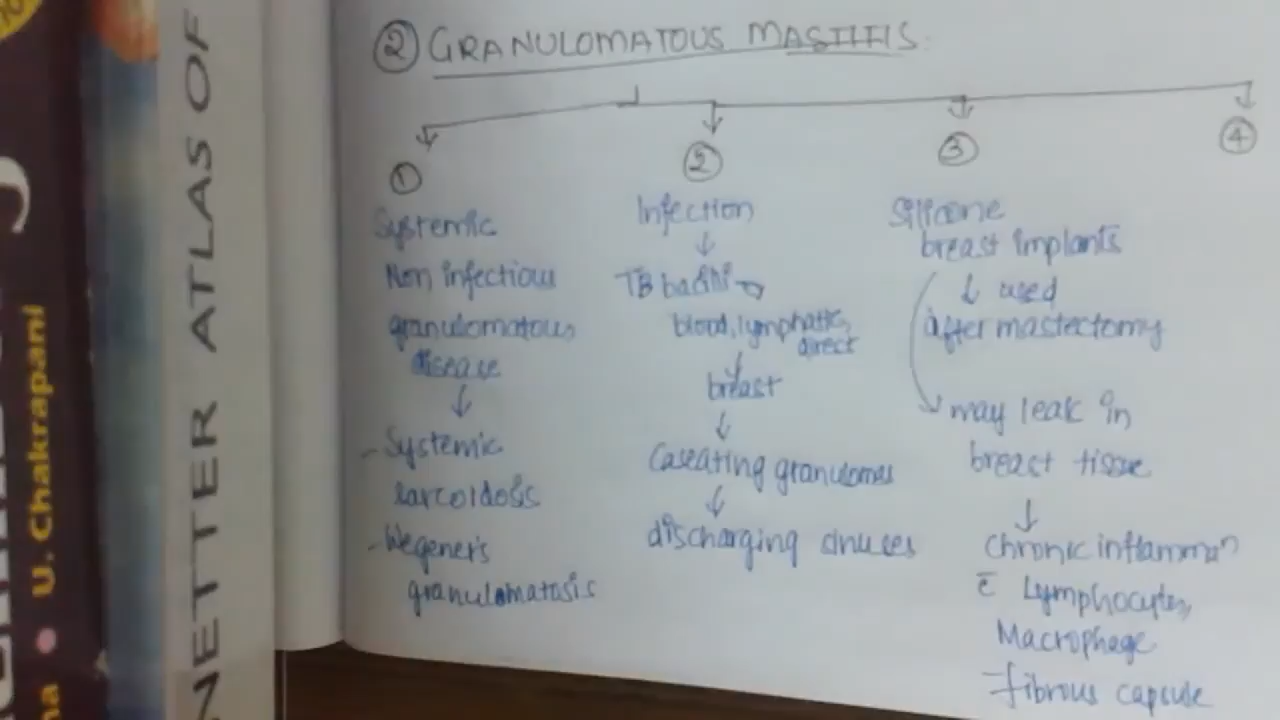 U. Chakrapani
NETTER ATLAS OF
② GRANULOMATOUS MASTITIS.
①
Systemic
Non infectious
granulomatous
disease
↓
- Systemic
sarcoidosis
- Wegener's
granulomatosis
②
Infection
↓
TB bacilli
blood, lymphatic,
direct
↓
breast
↓
Caseating granulomas
↓
discharging sinuses
③
Silicone
breast implants
↓ used
after mastectomy
may leak in
breast tissue
↓
Chronic inflamman
c̄ Lymphocytes,
Macrophage
- fibrous capsule
④